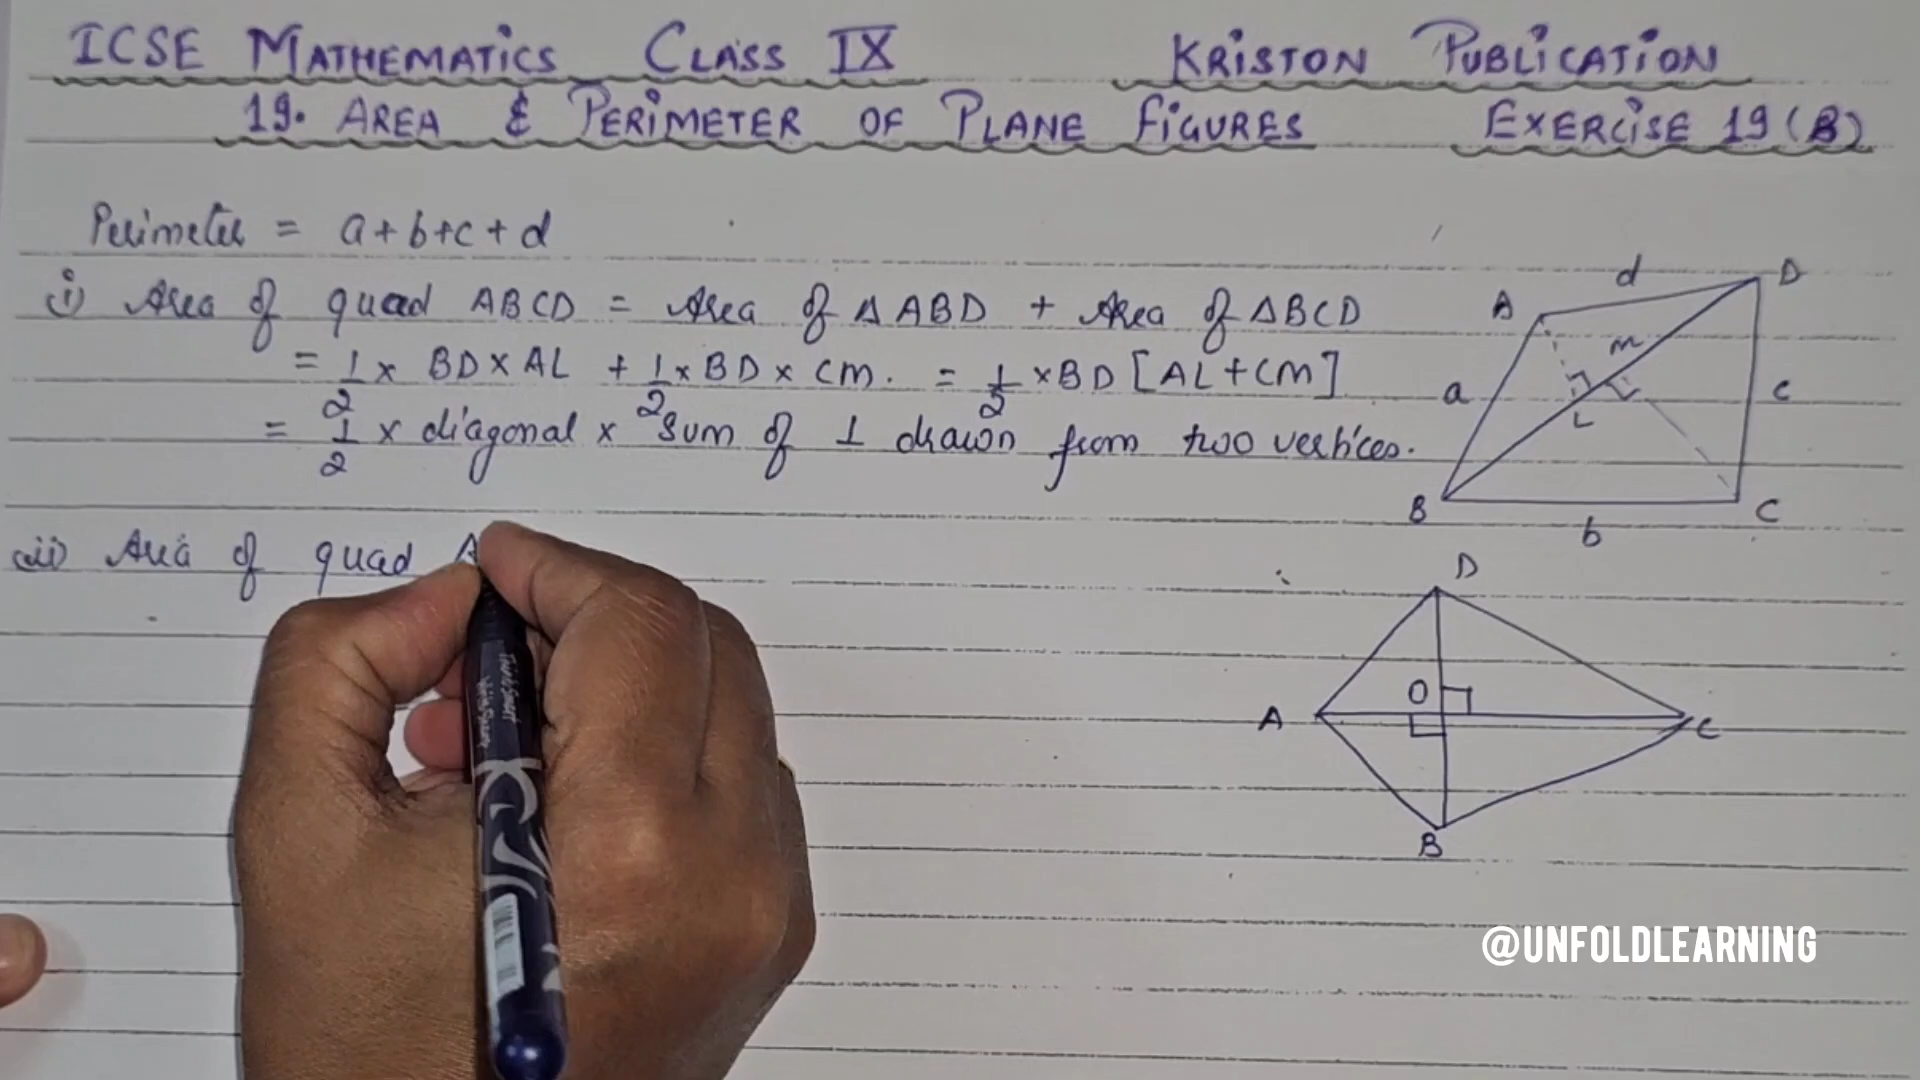 ICSE MATHEMATICS CLASS IX KRISTON PUBLICATION
19. AREA & PERIMETER OF PLANE FIGURES EXERCISE 19(B)
Perimeter = a+b+c+d
i) Area of quad ABCD = Area of Δ ABD + Area of ΔBCD
= 1/2 × BD × AL + 1/2 × BD × CM. = 1/2 × BD [AL+CM]
= 1/2 × diagonal × sum of ⊥ drawn from two vertices.
d
A
D
m
a
c
L
B
C
b
ii) Area of quad A
D
O
A
C
B
@UNFOLDLEARNING